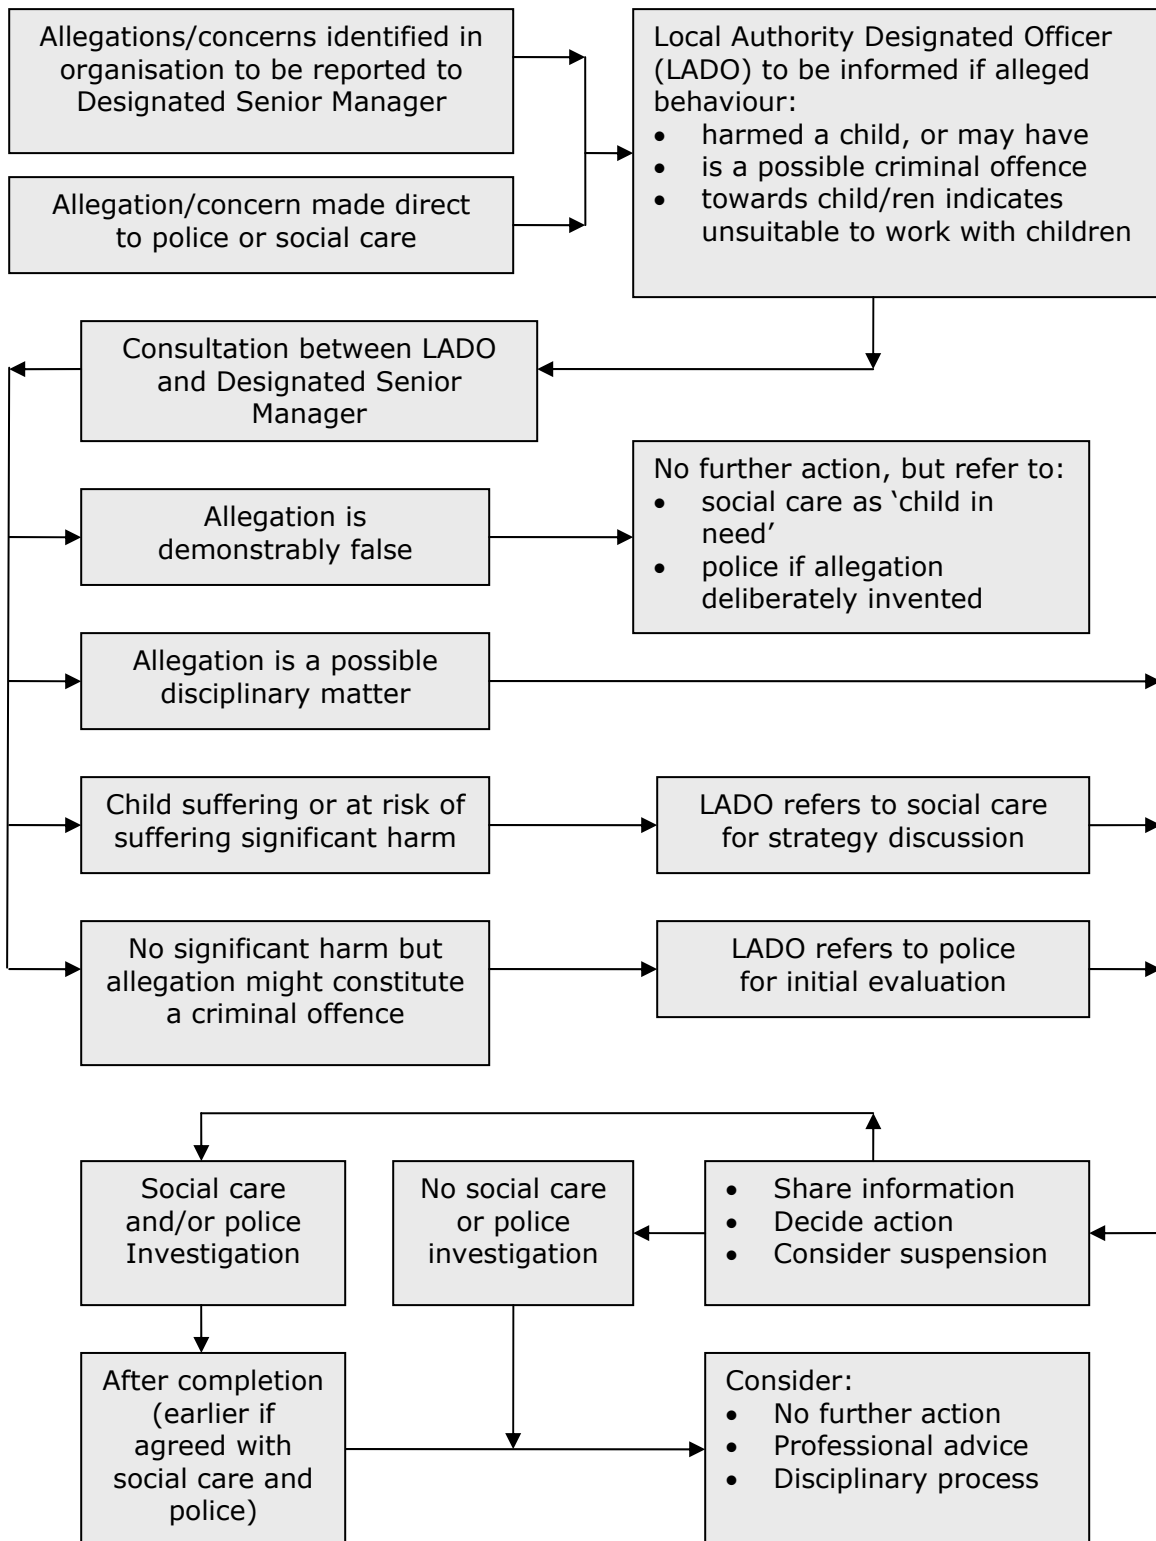 Allegations/concerns identified in
organisation to be reported to
Designated Senior Manager
Allegation/concern made direct
to police or social care
Local Authority Designated Officer
(LADO) to be informed if alleged
behaviour:
• harmed a child, or may have
• is a possible criminal offence
• towards child/ren indicates
unsuitable to work with children
Consultation between LADO
and Designated Senior
Manager
Allegation is
demonstrably false
No further action, but refer to:
• social care as ‘child in
need’
• police if allegation
deliberately invented
Allegation is a possible
disciplinary matter
Child suffering or at risk of
suffering significant harm
LADO refers to social care
for strategy discussion
No significant harm but
allegation might constitute
a criminal offence
LADO refers to police
for initial evaluation
Social care
and/or police
Investigation
No social care
or police
investigation
• Share information
• Decide action
• Consider suspension
After completion
(earlier if
agreed with
social care and
police)
Consider:
• No further action
• Professional advice
• Disciplinary process